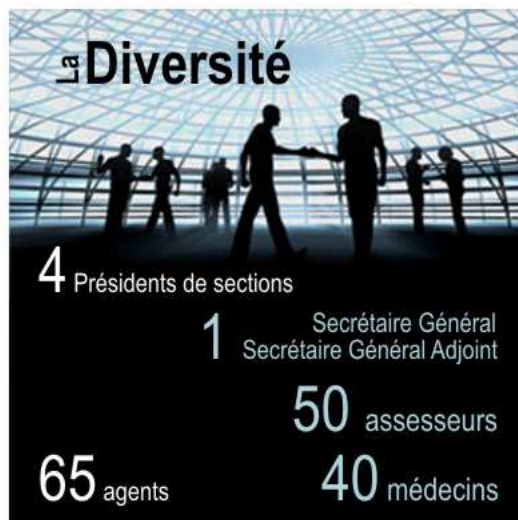 La Diversité
4 Présidents de sections
1 Secrétaire Général
Secrétaire Général Adjoint
50 assesseurs
65 agents 40 médecins